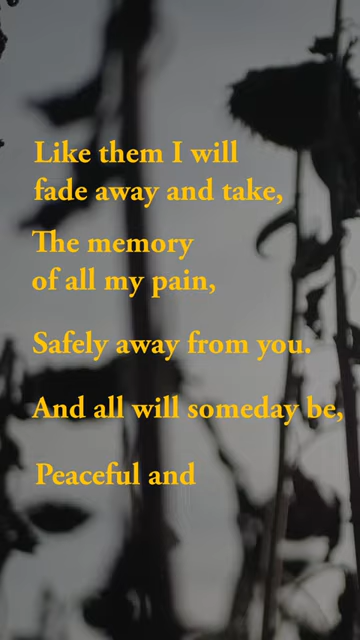 Like them I will
fade away and take,
The memory
of all my pain,
Safely away from you.
And all will someday be,
Peaceful and